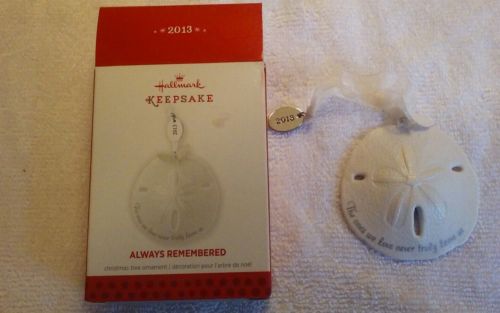 2013
Hallmark
KEEPSAKE
2013
ALWAYS REMEMBERED
christmas tree ornament | décoration pour l'arbre de noël
2013
The ones we love never truly leave us